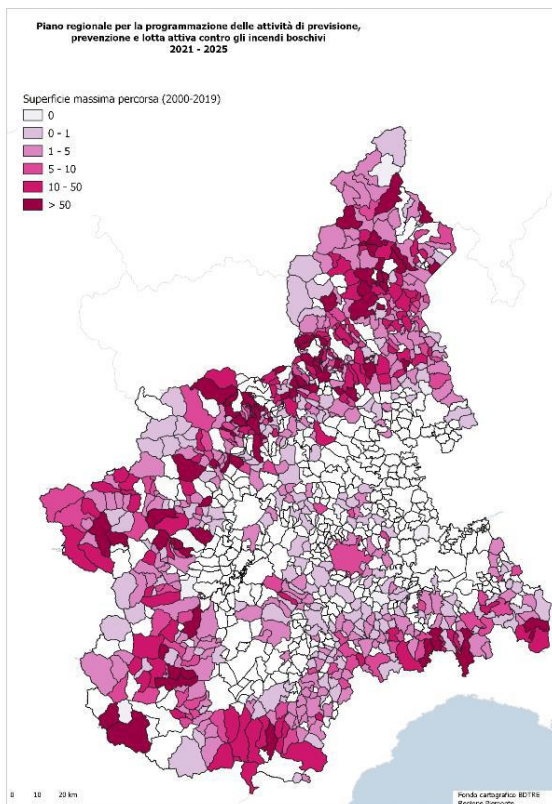 Piano regionale per la programmazione delle attività di previsione,
prevenzione e lotta attiva contro gli incendi boschivi
2021 - 2025
Superficie massima percorsa (2000-2019)
0
0 - 1
1 - 5
5 - 10
10 - 50
> 50
0 10 20 km
Fondo cartografico BDTRE
Regione Piemonte